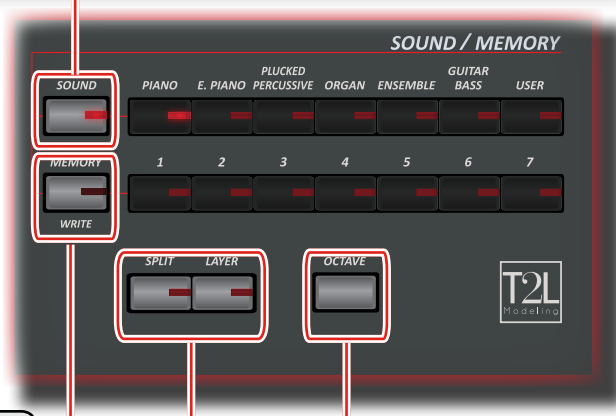 SOUND / MEMORY
SOUND PIANO E. PIANO PLUCKED PERCUSSIVE ORGAN ENSEMBLE GUITAR BASS USER
MEMORY 1 2 3 4 5 6 7
WRITE
SPLIT LAYER OCTAVE
T2L
Modeling